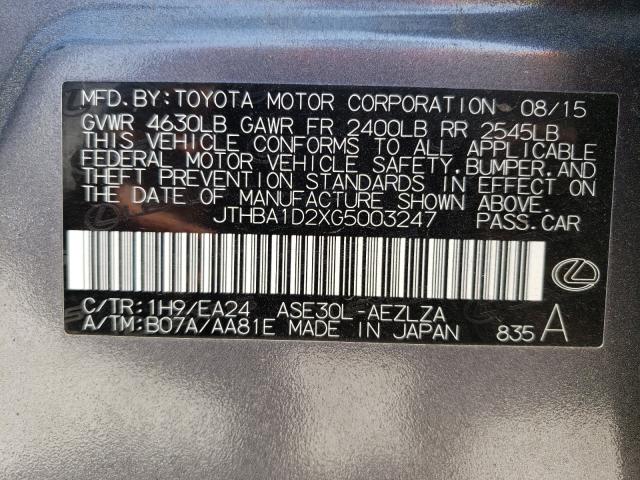 MFD. BY: TOYOTA MOTOR CORPORATION 08/15
GVWR 4630LB GAWR FR 2400LB RR 2545LB
THIS VEHICLE CONFORMS TO ALL APPLICABLE
FEDERAL MOTOR VEHICLE SAFETY, BUMPER, AND
THEFT PREVENTION STANDARDS IN EFFECT ON
THE DATE OF MANUFACTURE SHOWN ABOVE.
JTHBA1D2XG5003247 PASS. CAR
C/TR: 1H9/EA24 ASE30L-AEZLZA
A/TM: B07A/AA81E MADE IN JAPAN 835 A